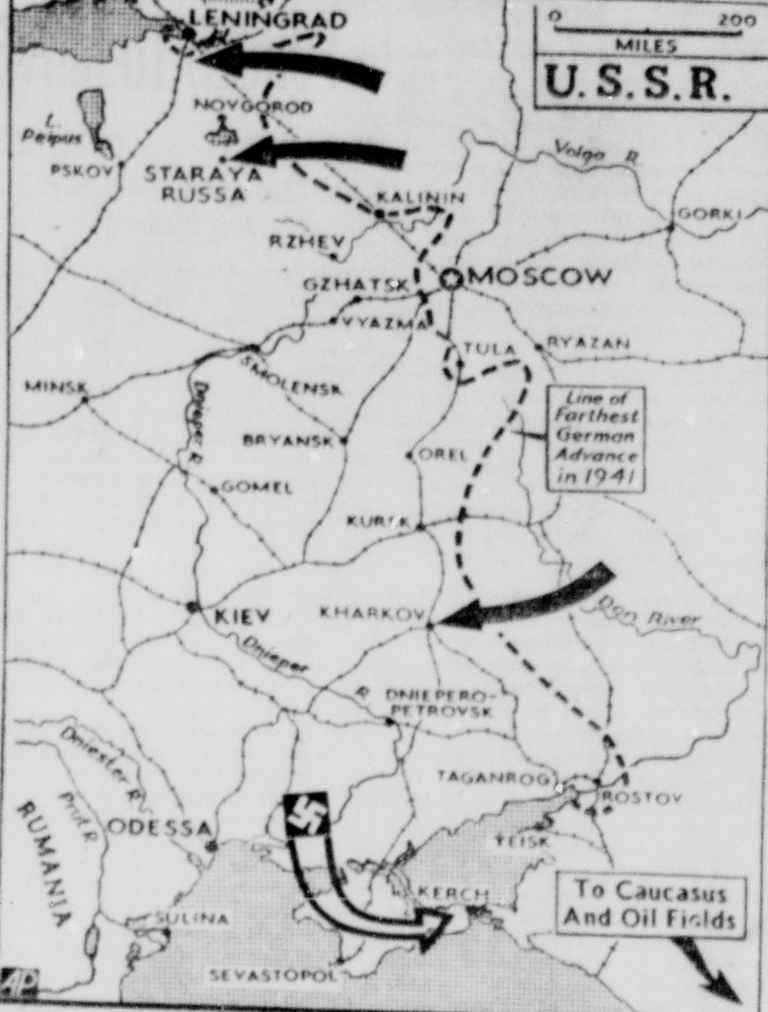 LENINGRAD
0 200
MILES
U.S.S.R.
NOVGOROD
L.
Peipus
PSKOV
STARAYA
RUSSA
Volga R.
KALININ
GORKI
RZHEV
GZHATSK
MOSCOW
VYAZMA
TULA
RYAZAN
SMOLENSK
MINSK
Dnieper R.
Line of
Farthest
German
Advance
in 1941
BRYANSK
OREL
GOMEL
KURSK
KIEV
KHARKOV
Don River
Dnieper
R.
DNIEPERO-
PETROVSK
Dniester R.
TAGANROG
ROSTOV
Prut R.
ODESSA
YEISK
RUMANIA
KERCH
To Caucasus
And Oil Fields
SULINA
SEVASTOPOL
AP